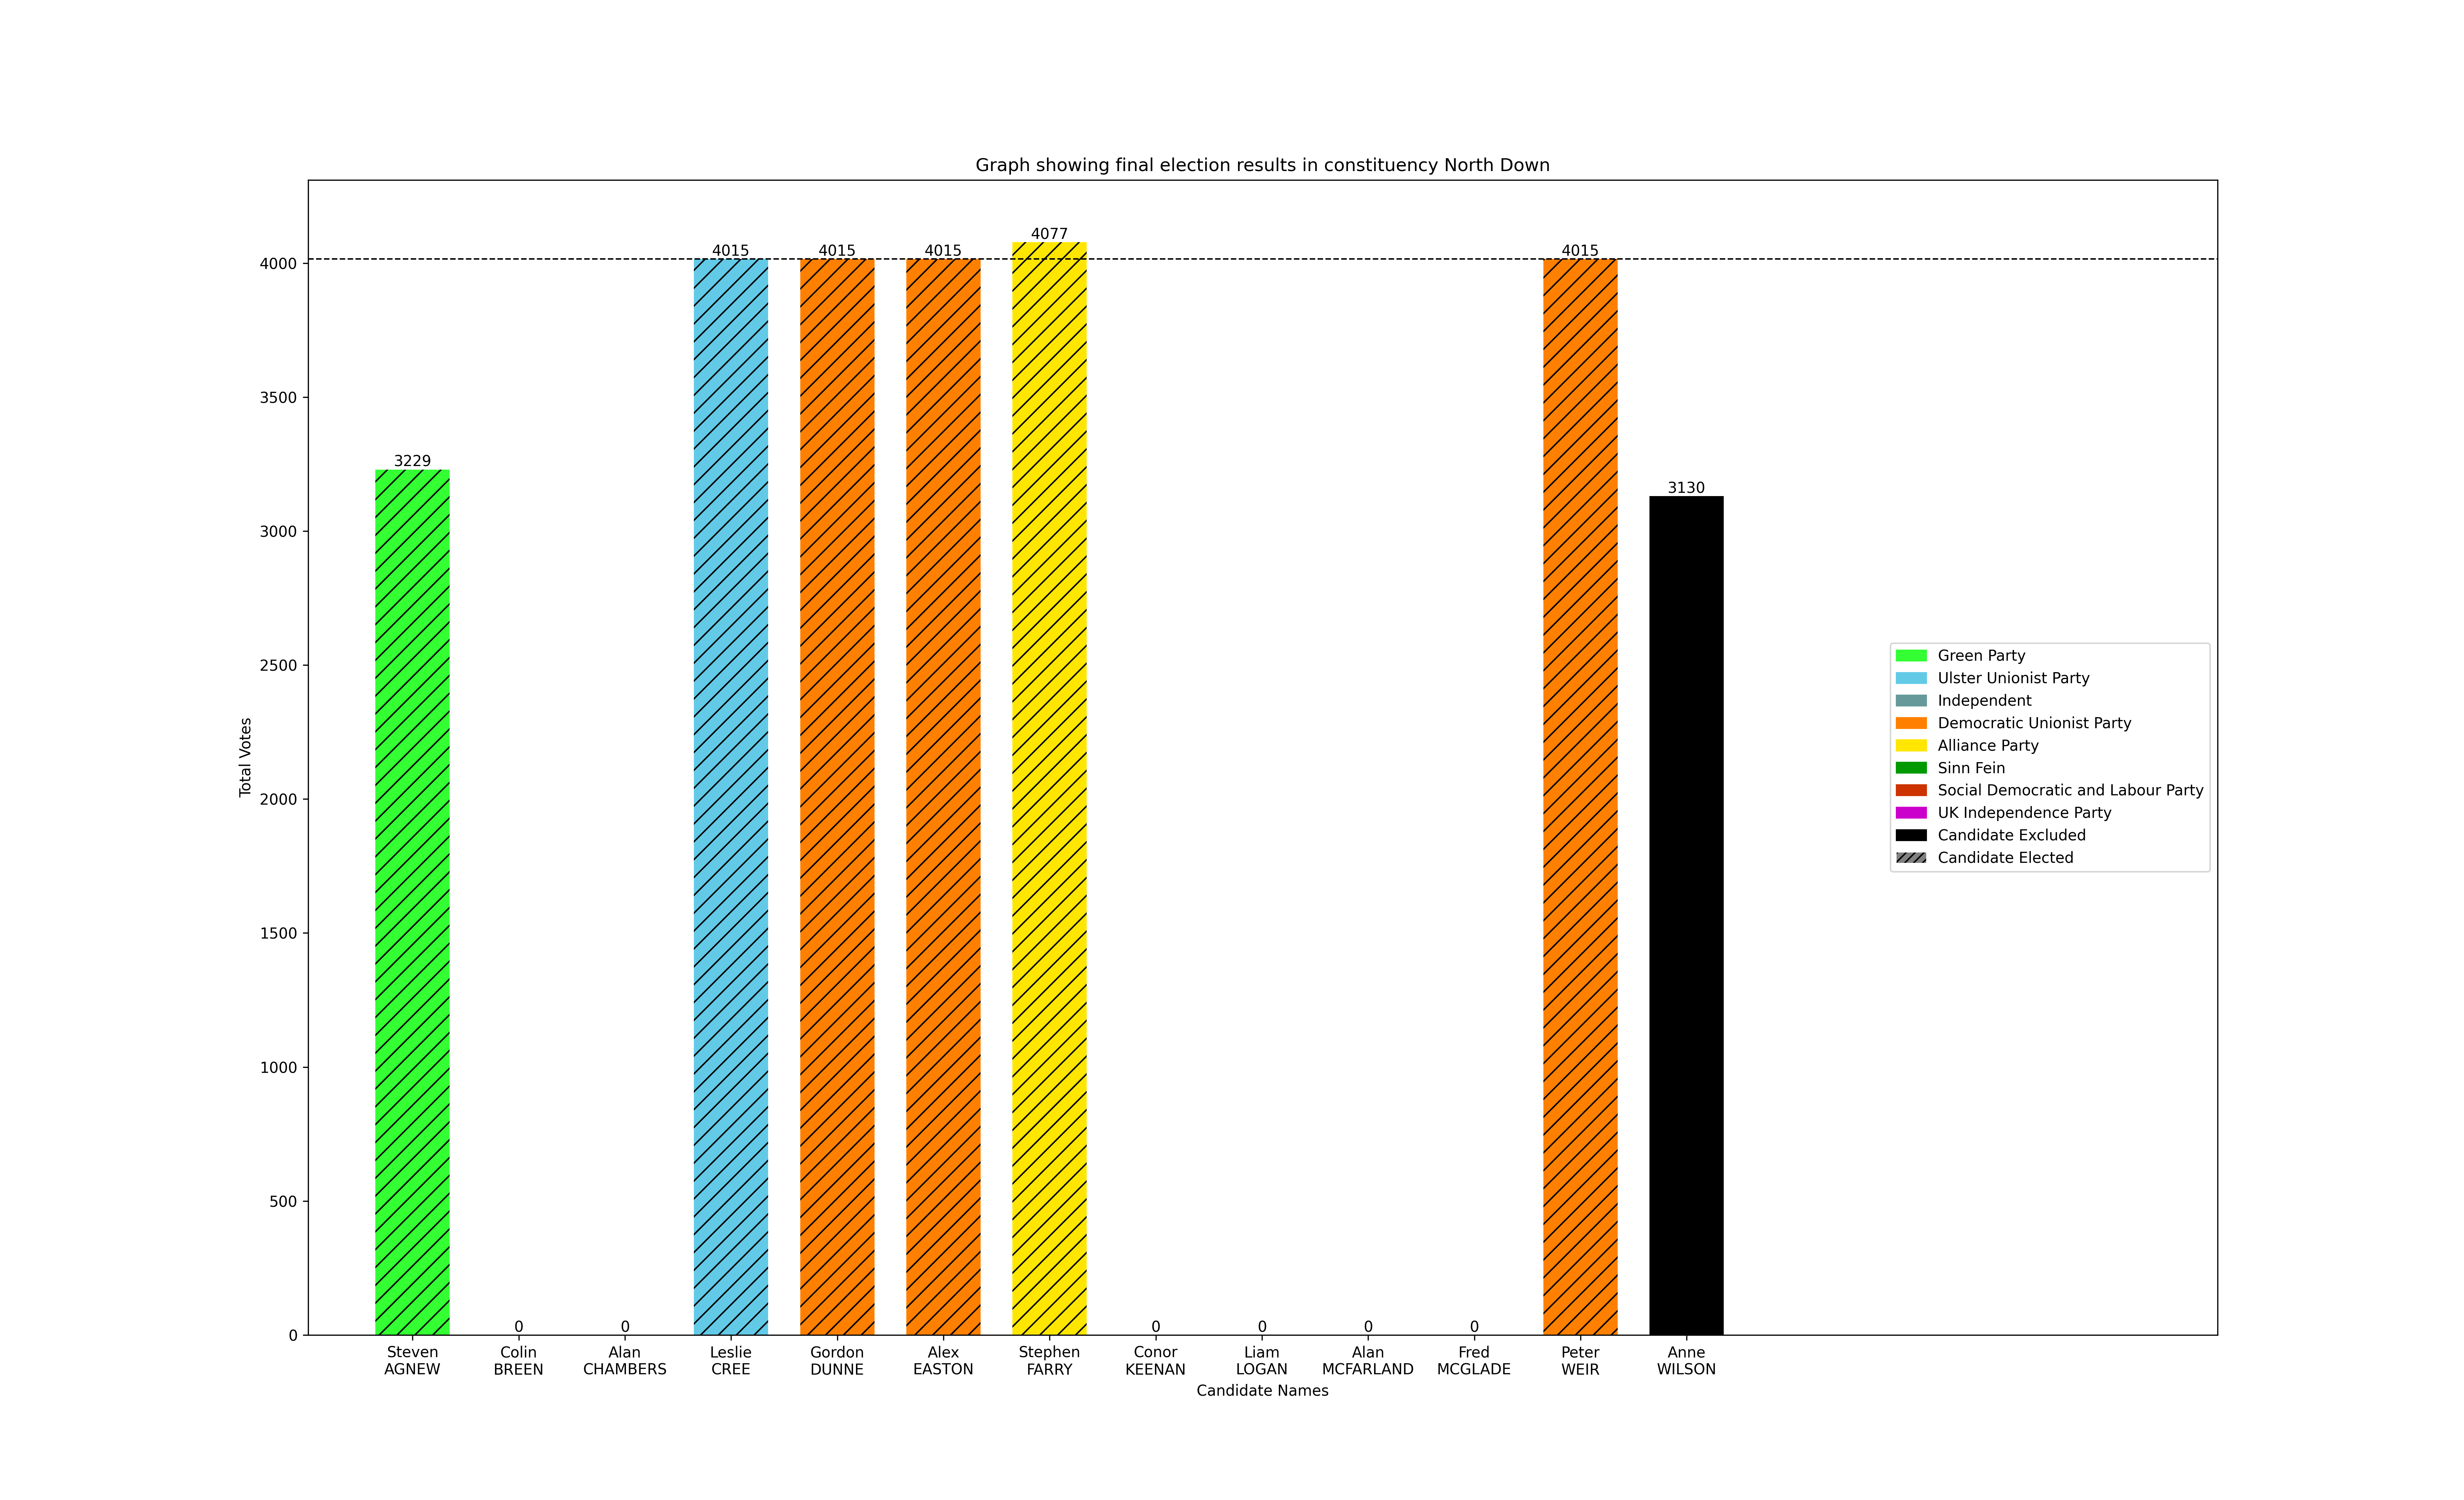 Graph showing final election results in constituency North Down
Total Votes
4000
3500
3000
2500
2000
1500
1000
500
0
3229
0
0
4015
4015
4015
4077
0
0
0
0
4015
3130
Steven
AGNEW
Colin
BREEN
Alan
CHAMBERS
Leslie
CREE
Gordon
DUNNE
Alex
EASTON
Stephen
FARRY
Conor
KEENAN
Liam
LOGAN
Alan
MCFARLAND
Fred
MCGLADE
Peter
WEIR
Anne
WILSON
Candidate Names
Green Party
Ulster Unionist Party
Independent
Democratic Unionist Party
Alliance Party
Sinn Fein
Social Democratic and Labour Party
UK Independence Party
Candidate Excluded
Candidate Elected